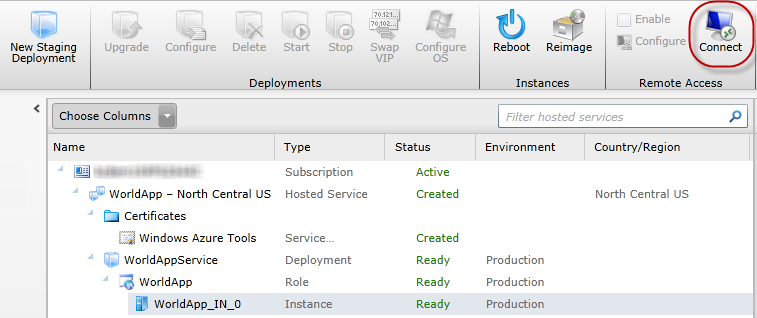 New Staging
Deployment
Upgrade
Configure
Delete
Start
Stop
Swap
VIP
Configure
OS
Deployments
Reboot
Reimage
Instances
Enable
Configure
Connect
Remote Access
Choose Columns
Filter hosted services
Name Type Status Environment Country/Region
Subscription Active
WorldApp – North Central US Hosted Service Created North Central US
Certificates
Windows Azure Tools Service... Created
WorldAppService Deployment Ready Production
WorldApp Role Ready Production
WorldApp_IN_0 Instance Ready Production